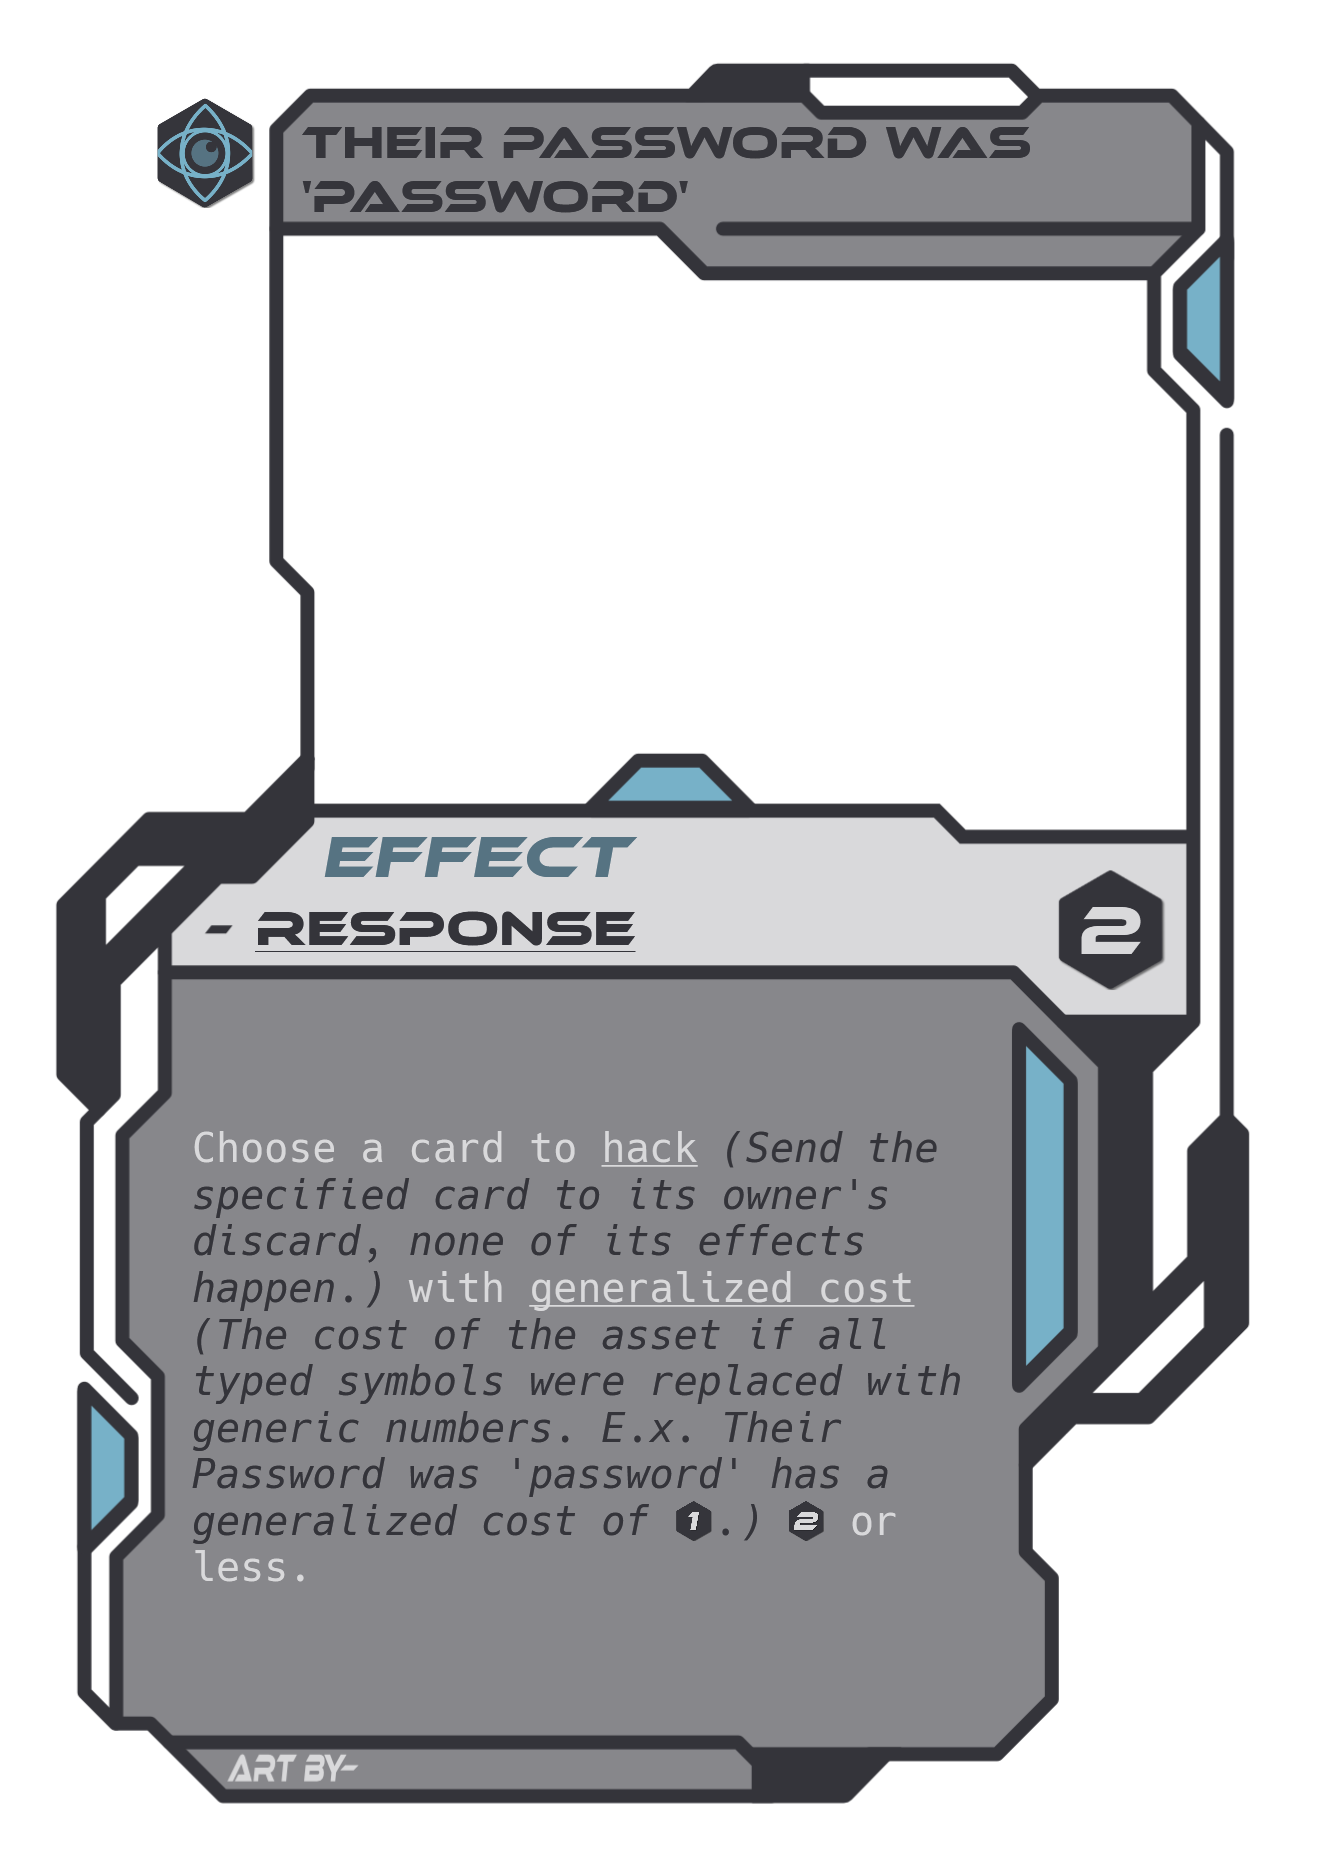 THEIR PASSWORD WAS
'PASSWORD'
EFFECT
- RESPONSE
2
Choose a card to hack (Send the
specified card to its owner's
discard, none of its effects
happen.) with generalized cost
(The cost of the asset if all
typed symbols were replaced with
generic numbers. E.x. Their
Password was 'password' has a
generalized cost of 1.) 2 or
less.
ART BY-